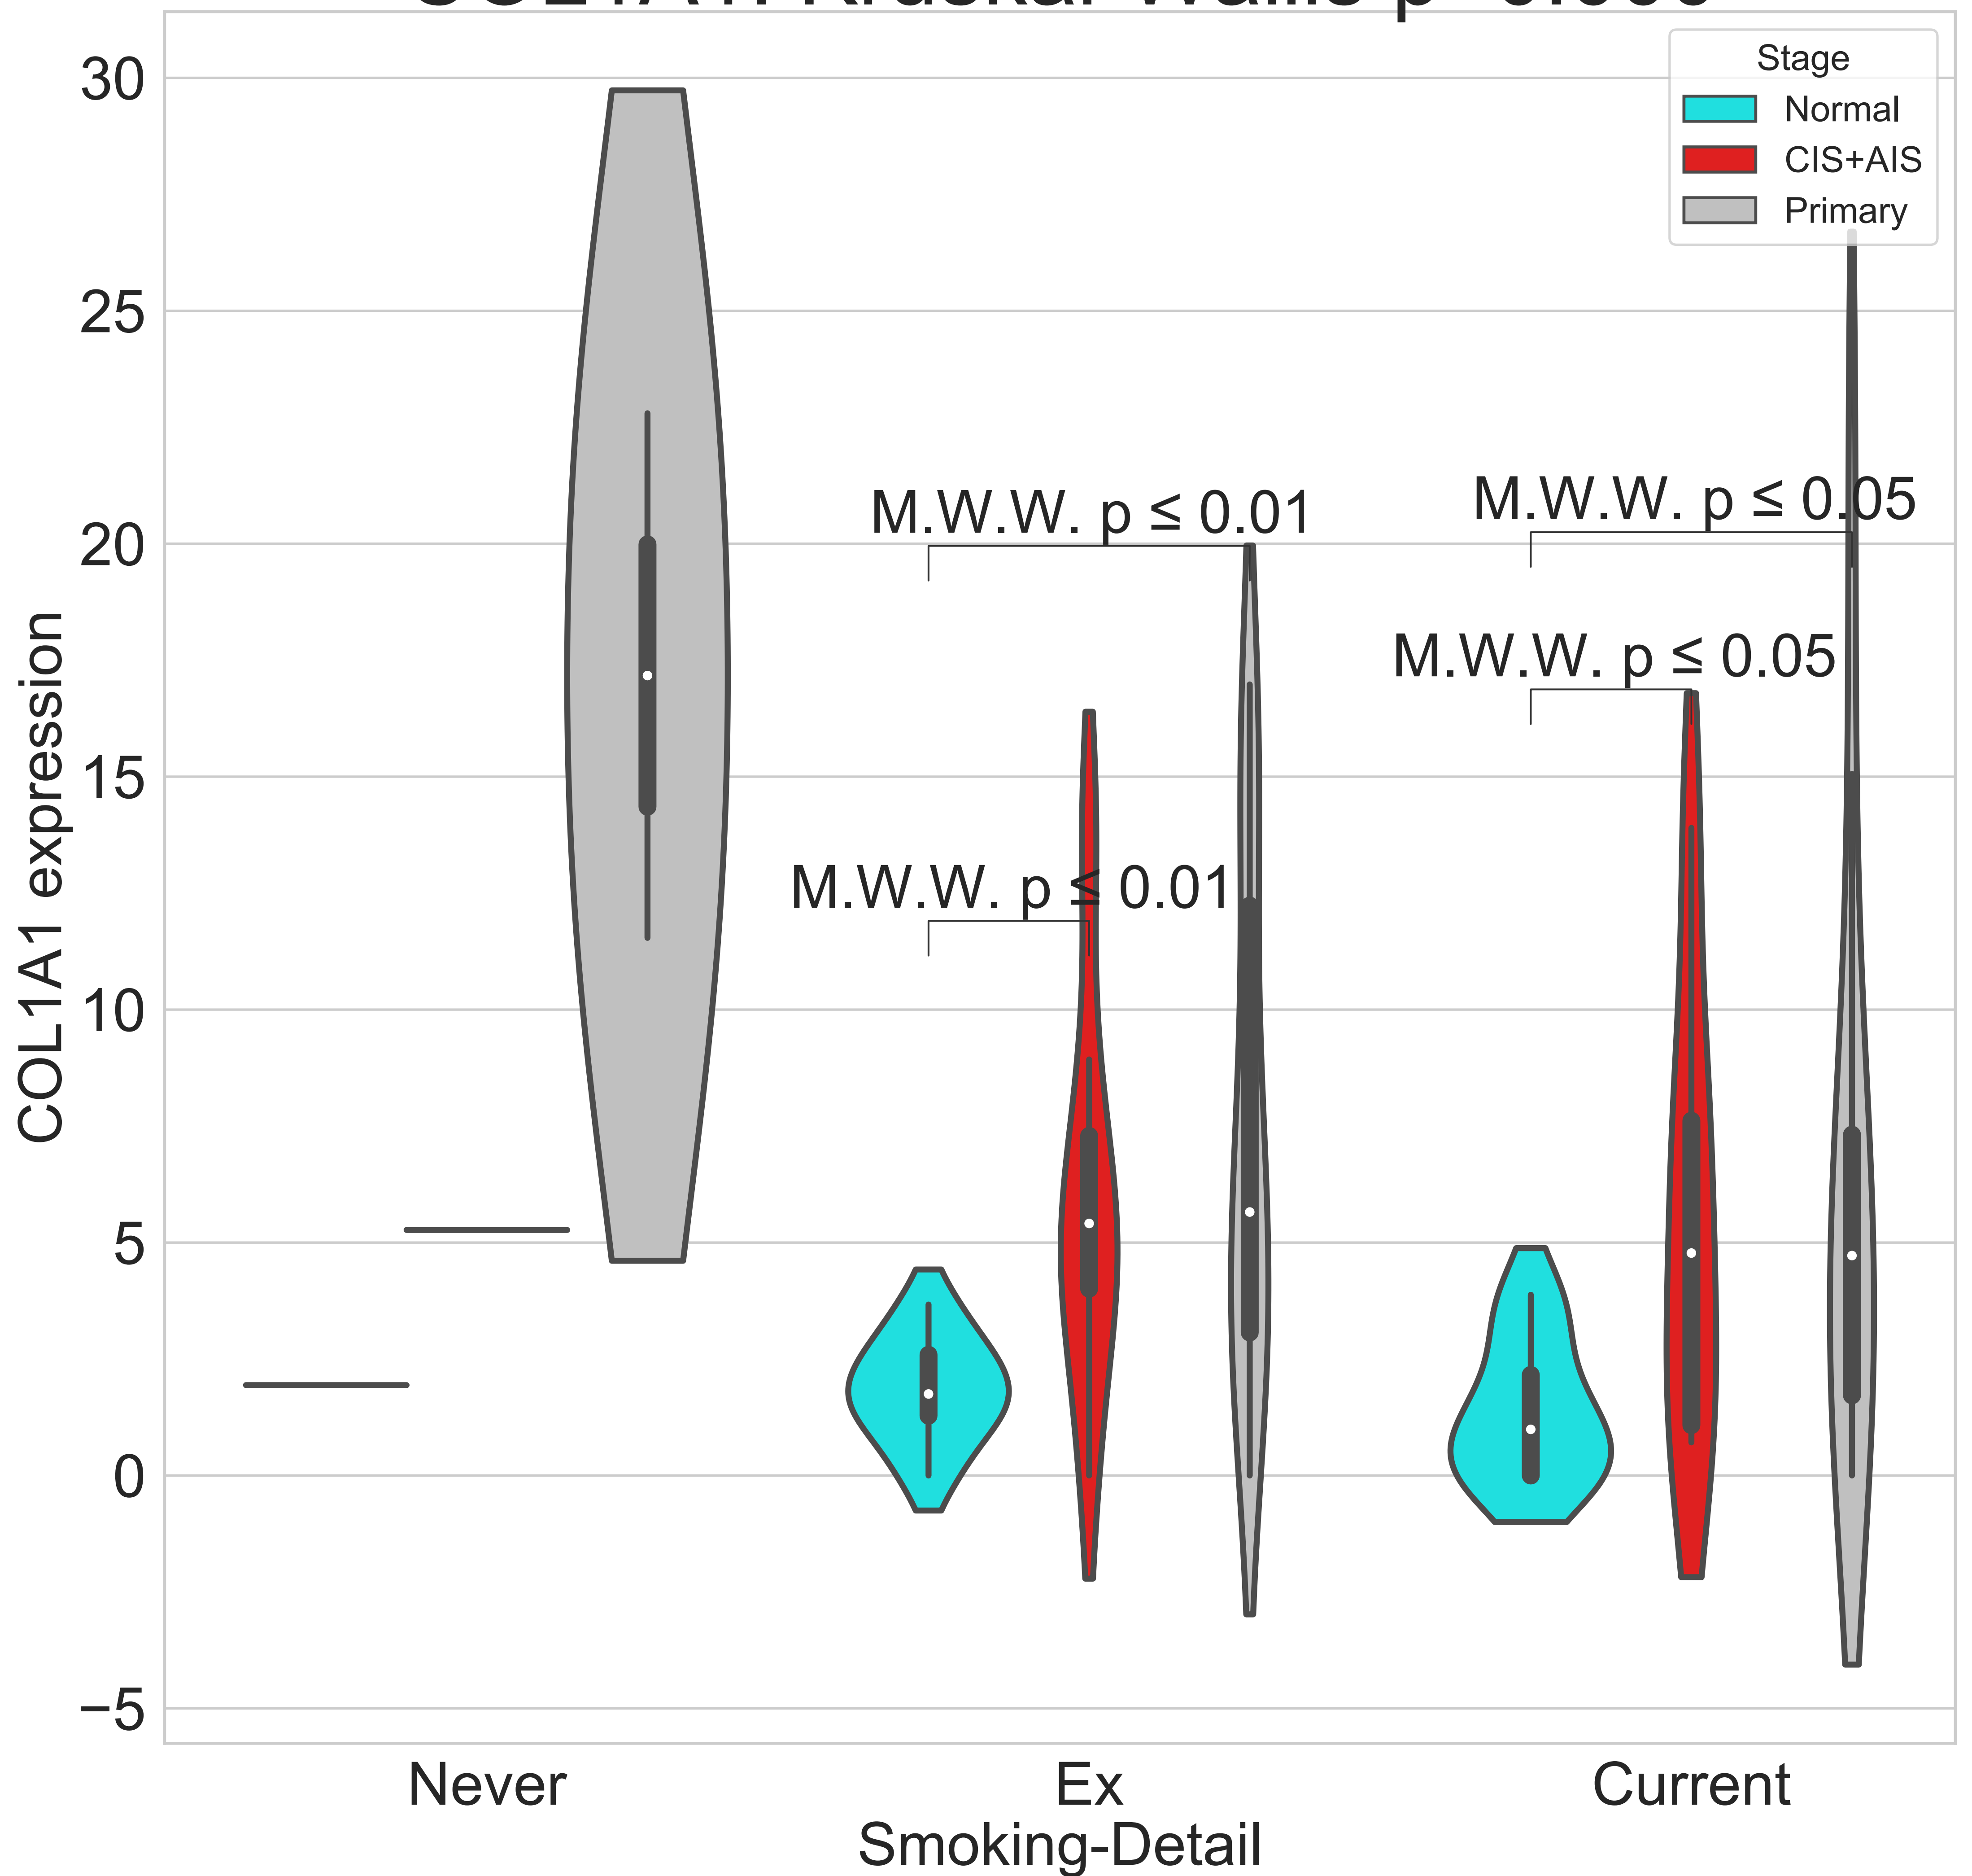 Stage
Normal
CIS+AIS
Primary
30
25
20
15
10
5
0
−5
COL1A1 expression
M.W.W. p ≤ 0.01
M.W.W. p ≤ 0.05
M.W.W. p ≤ 0.05
M.W.W. p ≤ 0.01
Never
Ex
Current
Smoking-Detail